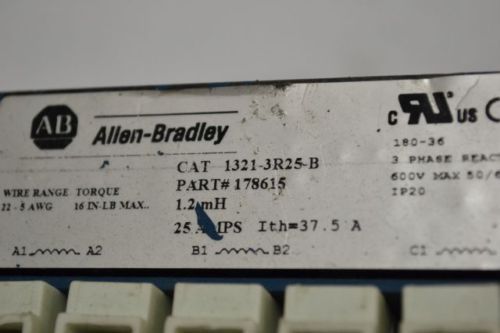 AB Allen-Bradley
c RU US
CAT 1321-3R25-B
180-36
PART# 178615
3 PHASE REAC
WIRE RANGE TORQUE
1.2 mH
600V MAX 50/6
22 - 5 AWG 16 IN-LB MAX..
IP20
25 AMPS Ith=37.5 A
A1 A2 B1 B2 C1